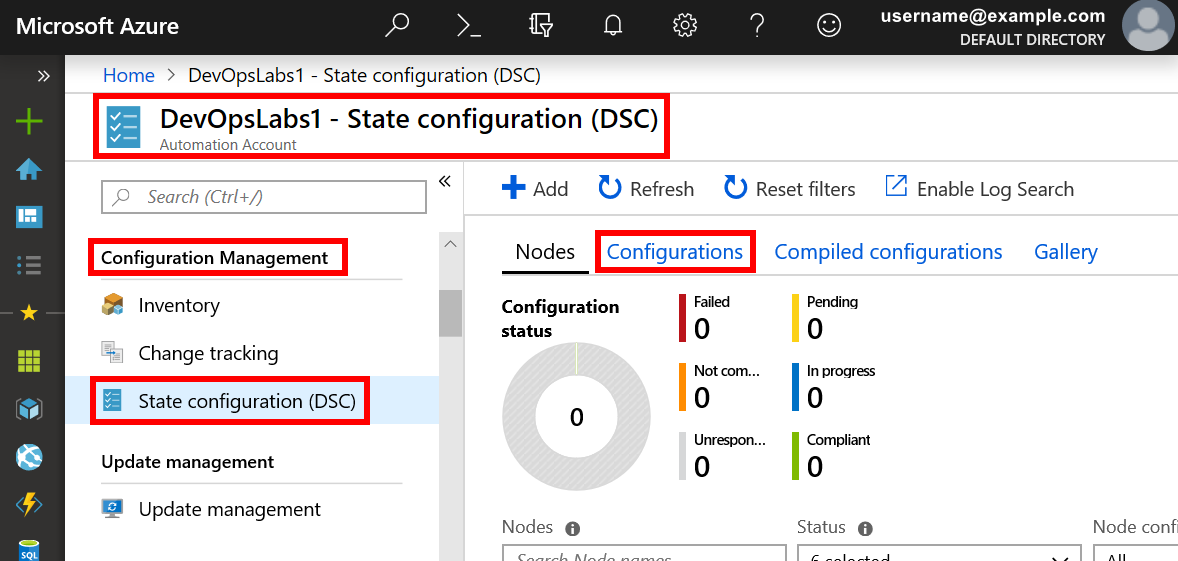 Microsoft Azure
username@example.com
DEFAULT DIRECTORY
Home > DevOpsLabs1 - State configuration (DSC)
DevOpsLabs1 - State configuration (DSC)
Automation Account
Search (Ctrl+/)
Configuration Management
Inventory
Change tracking
State configuration (DSC)
Update management
Update management
SQL
Add Refresh Reset filters Enable Log Search
Nodes Configurations Compiled configurations Gallery
Configuration
status
0
Failed
0
Pending
0
Not com...
0
In progress
0
Unrespon...
0
Compliant
0
Nodes
Status
Node confi
Search Node names
6 selected
All